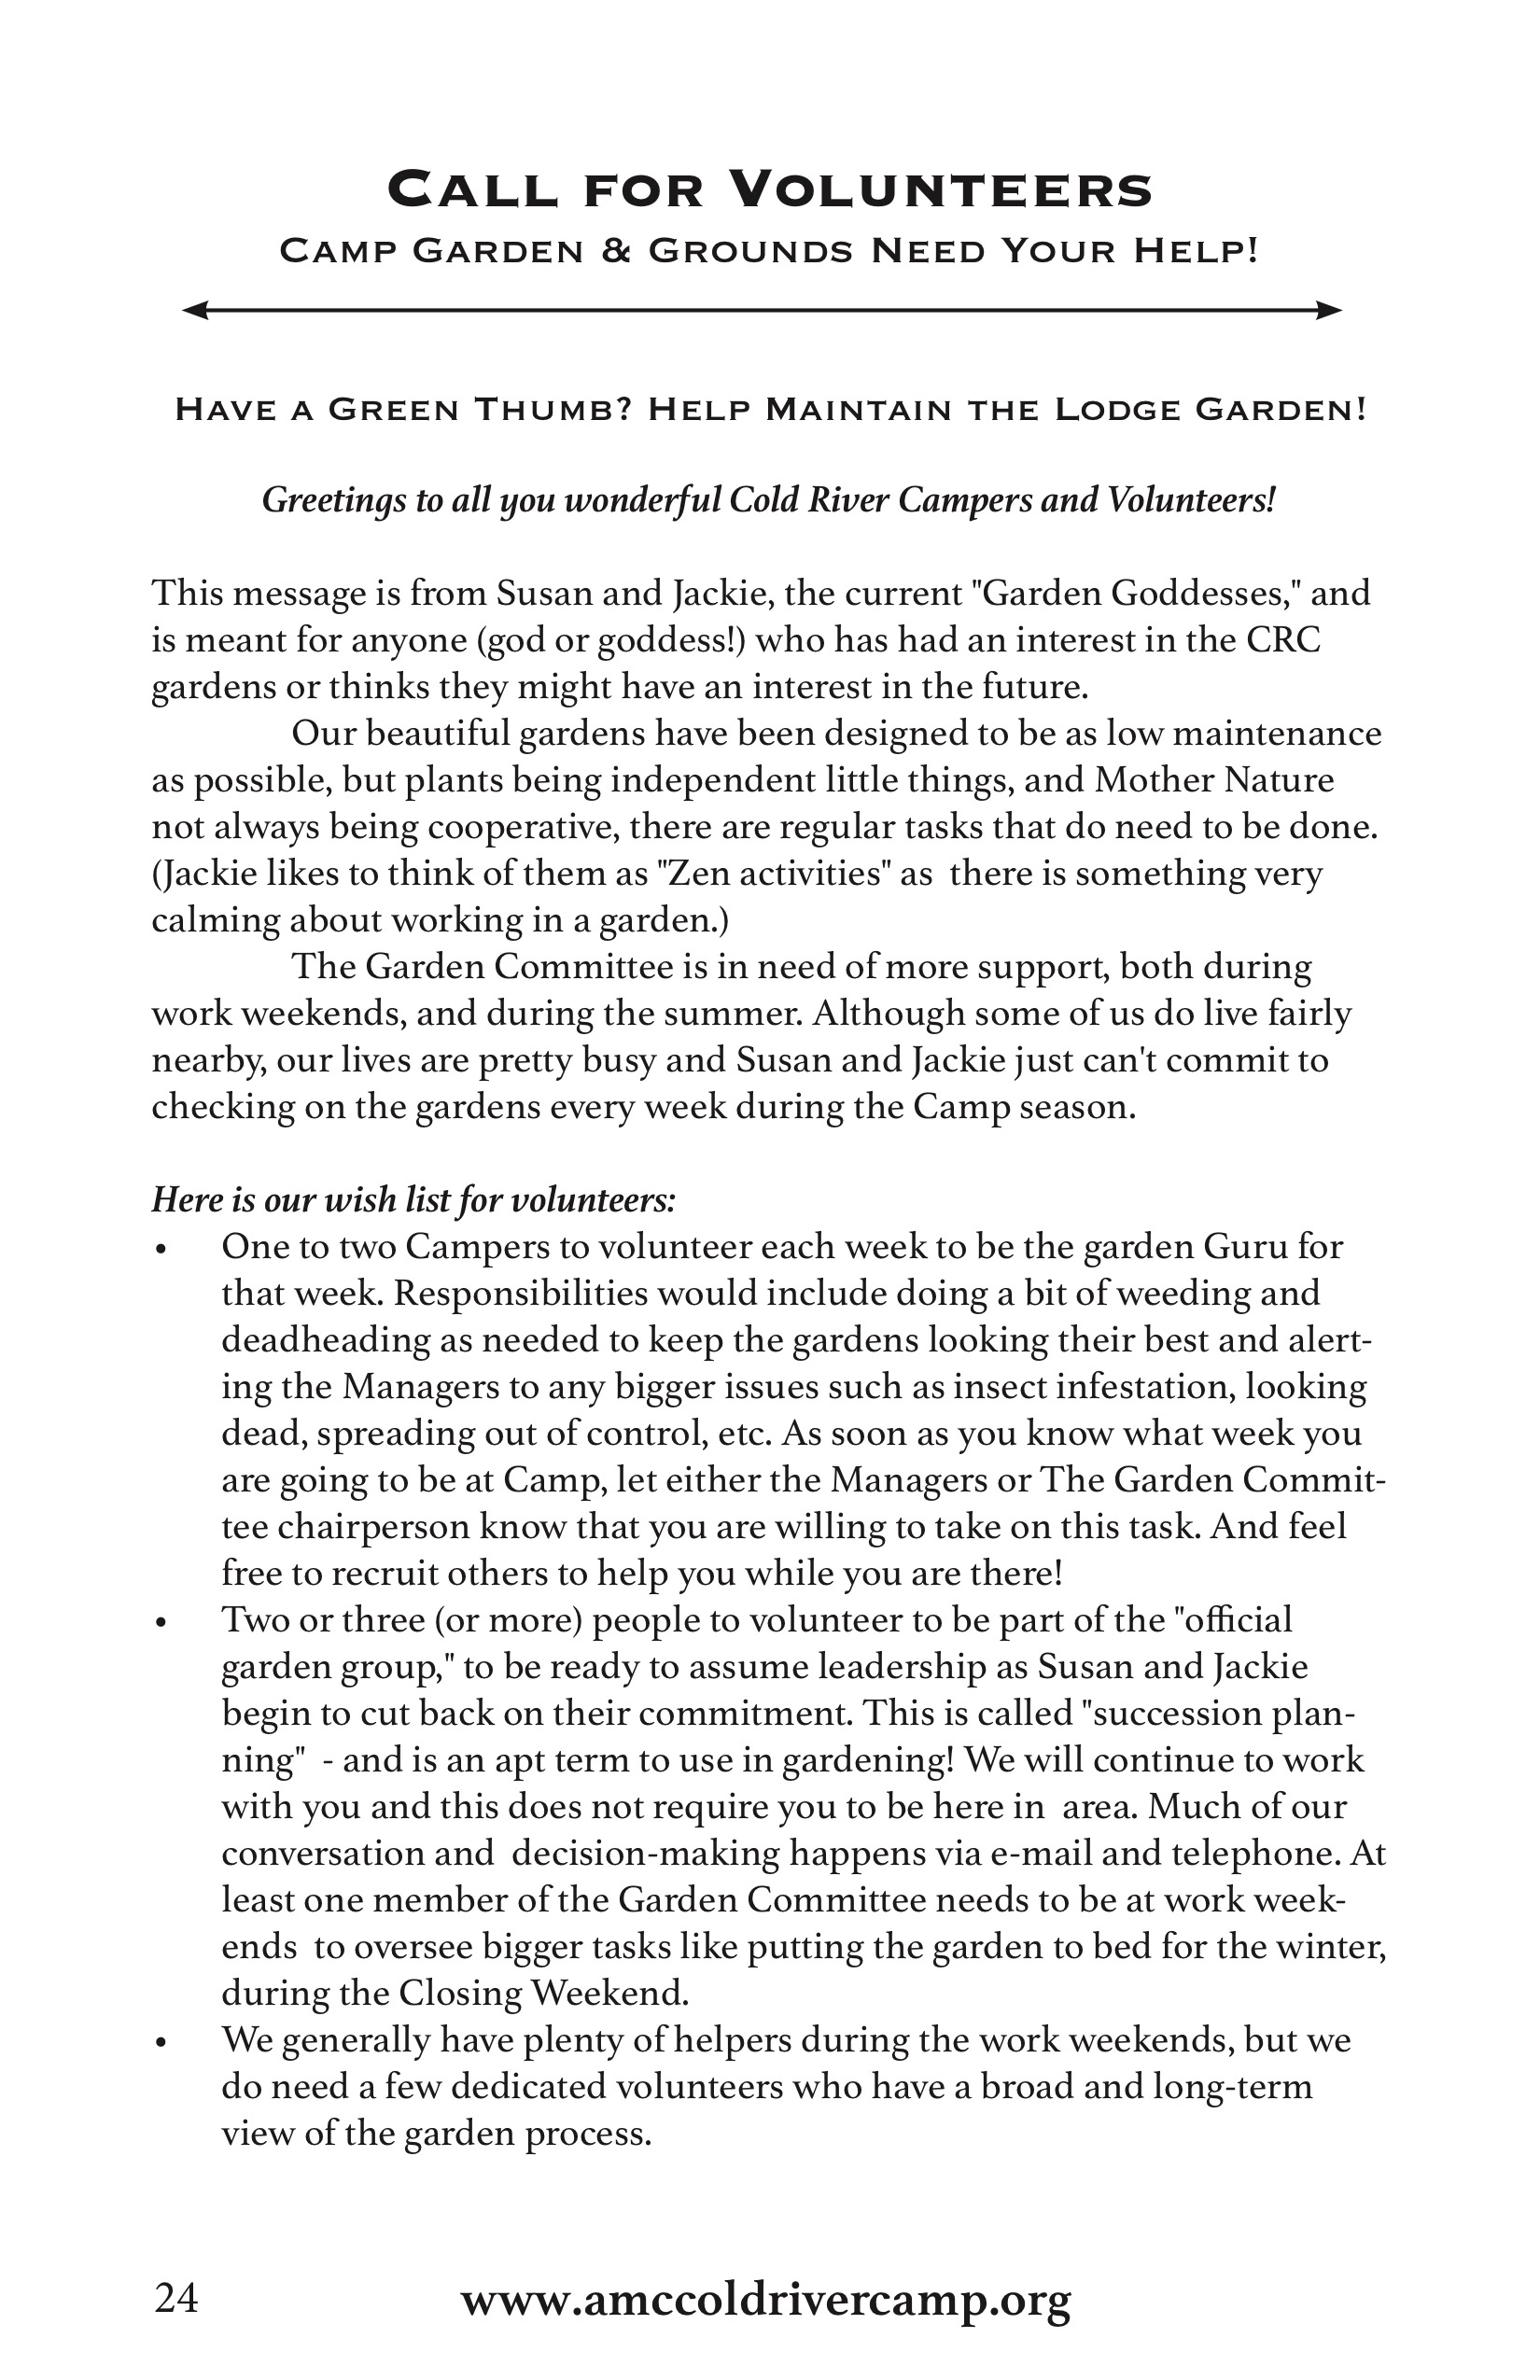 Call for Volunteers
Camp Garden & Grounds Need Your Help!
Have a Green Thumb? Help Maintain the Lodge Garden!
Greetings to all you wonderful Cold River Campers and Volunteers!
This message is from Susan and Jackie, the current "Garden Goddesses," and
is meant for anyone (god or goddess!) who has had an interest in the CRC
gardens or thinks they might have an interest in the future.
Our beautiful gardens have been designed to be as low maintenance
as possible, but plants being independent little things, and Mother Nature
not always being cooperative, there are regular tasks that do need to be done.
(Jackie likes to think of them as "Zen activities" as  there is something very
calming about working in a garden.)
The Garden Committee is in need of more support, both during
work weekends, and during the summer. Although some of us do live fairly
nearby, our lives are pretty busy and Susan and Jackie just can't commit to
checking on the gardens every week during the Camp season.
Here is our wish list for volunteers:
• One to two Campers to volunteer each week to be the garden Guru for
that week. Responsibilities would include doing a bit of weeding and
deadheading as needed to keep the gardens looking their best and alert-
ing the Managers to any bigger issues such as insect infestation, looking
dead, spreading out of control, etc. As soon as you know what week you
are going to be at Camp, let either the Managers or The Garden Commit-
tee chairperson know that you are willing to take on this task. And feel
free to recruit others to help you while you are there!
• Two or three (or more) people to volunteer to be part of the "official
garden group," to be ready to assume leadership as Susan and Jackie
begin to cut back on their commitment. This is called "succession plan-
ning"  - and is an apt term to use in gardening! We will continue to work
with you and this does not require you to be here in  area. Much of our
conversation and  decision-making happens via e-mail and telephone. At
least one member of the Garden Committee needs to be at work week-
ends  to oversee bigger tasks like putting the garden to bed for the winter,
during the Closing Weekend.
• We generally have plenty of helpers during the work weekends, but we
do need a few dedicated volunteers who have a broad and long-term
view of the garden process.
24 www.amccoldrivercamp.org